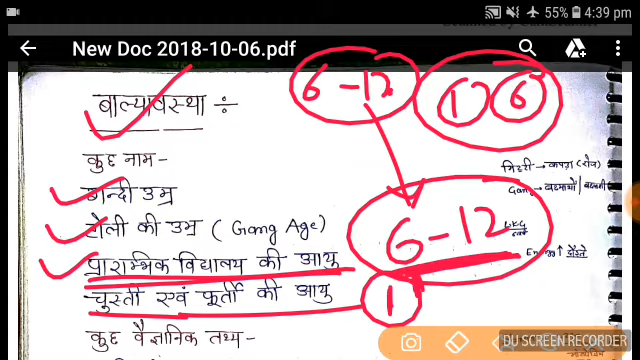 55% 4:39 pm
New Doc 2018-10-06.pdf
बाल्यावस्था ÷
6-12
1 6
कुछ नाम-
गन्दी उम्र
टोली की उम्र ( Gang Age)
6-12
प्रारम्भिक विद्यालय की आयु
Energy↑
चुस्ती एवं फूर्ती की आयु
1
कुछ वैज्ञानिक तथ्य-
DU SCREEN RECORDER